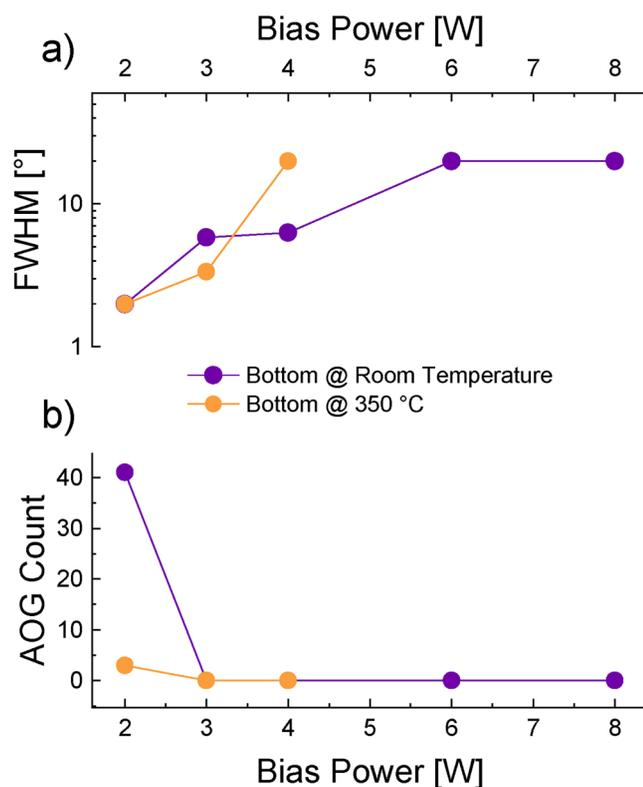 Bias Power [W]
a)
2 3 4 5 6 7 8
FWHM [°]
10
1
Bottom @ Room Temperature
Bottom @ 350 °C
b)
AOG Count
40
30
20
10
0
2 3 4 5 6 7 8
Bias Power [W]